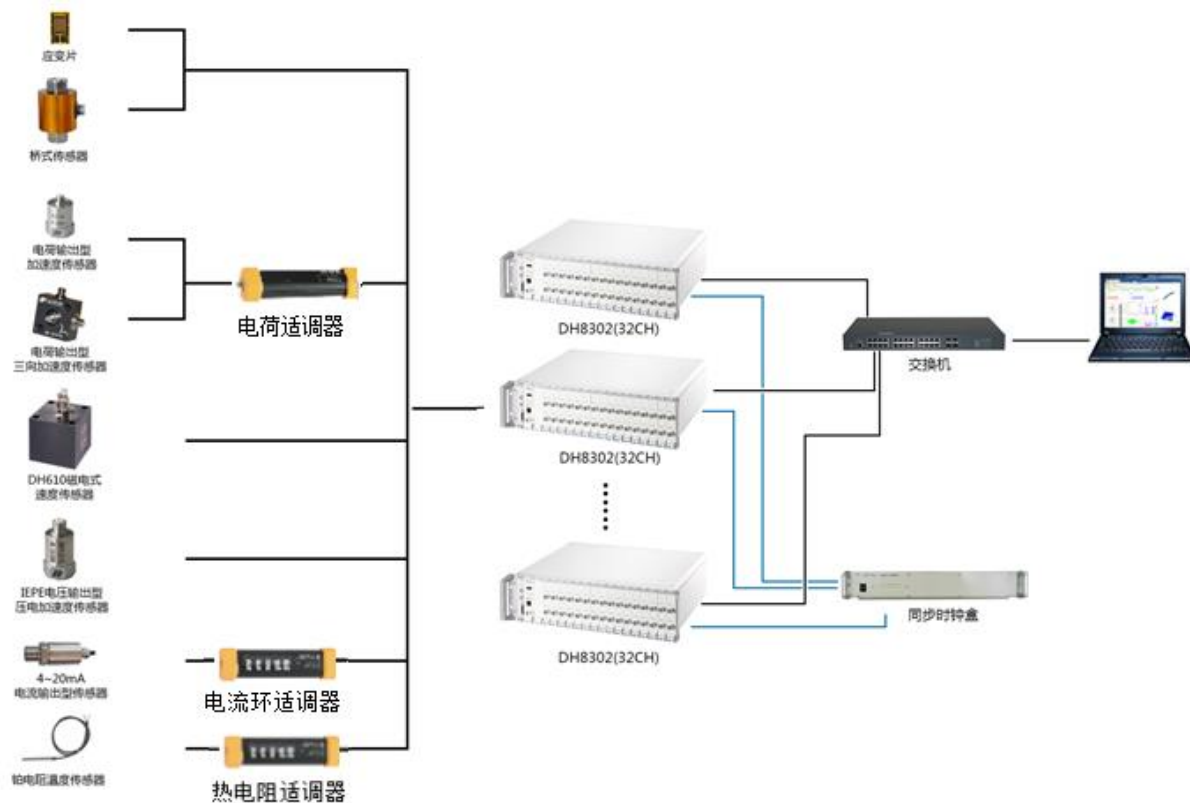 应变片
桥式传感器
电荷输出型
加速度传感器
电荷适调器
电荷输出型
三向加速度传感器
DH610磁电式
速度传感器
IEPE电压输出型
压电加速度传感器
4~20mA
电流输出型传感器
电流环适调器
铂电阻温度传感器
热电阻适调器
DH8302(32CH)
DH8302(32CH)
DH8302(32CH)
交换机
同步时钟盒